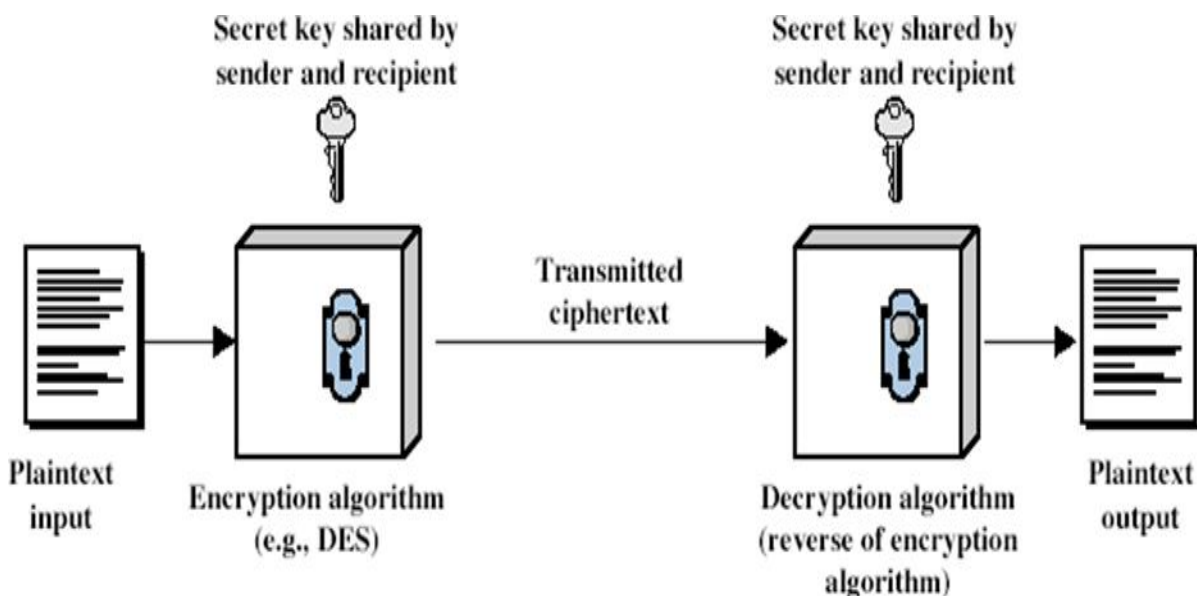 Secret key shared by
sender and recipient
Secret key shared by
sender and recipient
Transmitted
ciphertext
Plaintext
input
Encryption algorithm
(e.g., DES)
Decryption algorithm
(reverse of encryption
algorithm)
Plaintext
output